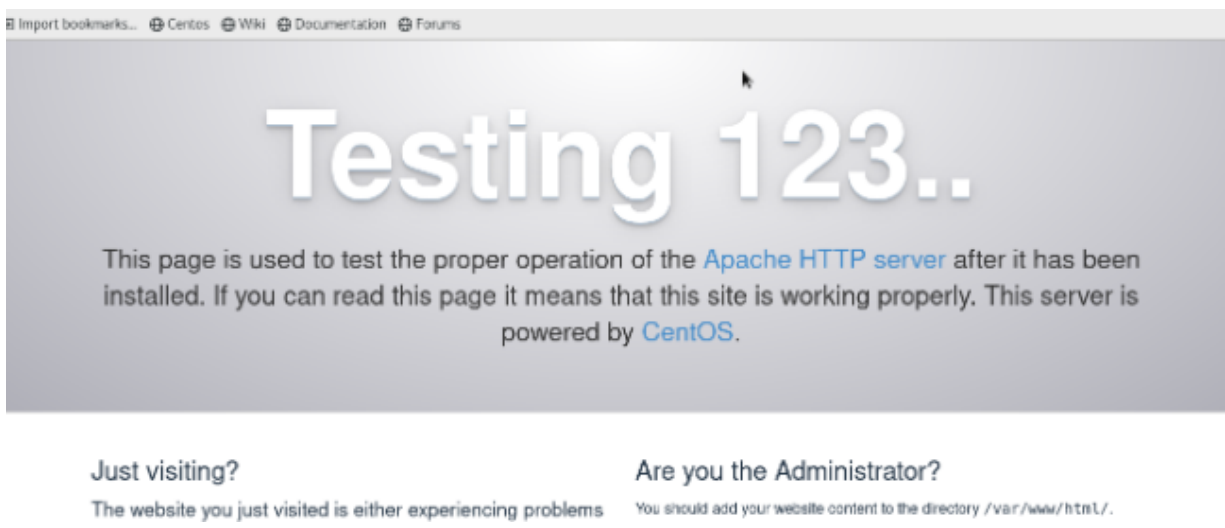 Import bookmarks... Centos Wiki Documentation Forums
Testing 123..
This page is used to test the proper operation of the Apache HTTP server after it has been
installed. If you can read this page it means that this site is working properly. This server is
powered by CentOS.
Just visiting?
The website you just visited is either experiencing problems
Are you the Administrator?
You should add your website content to the directory /var/www/html/.